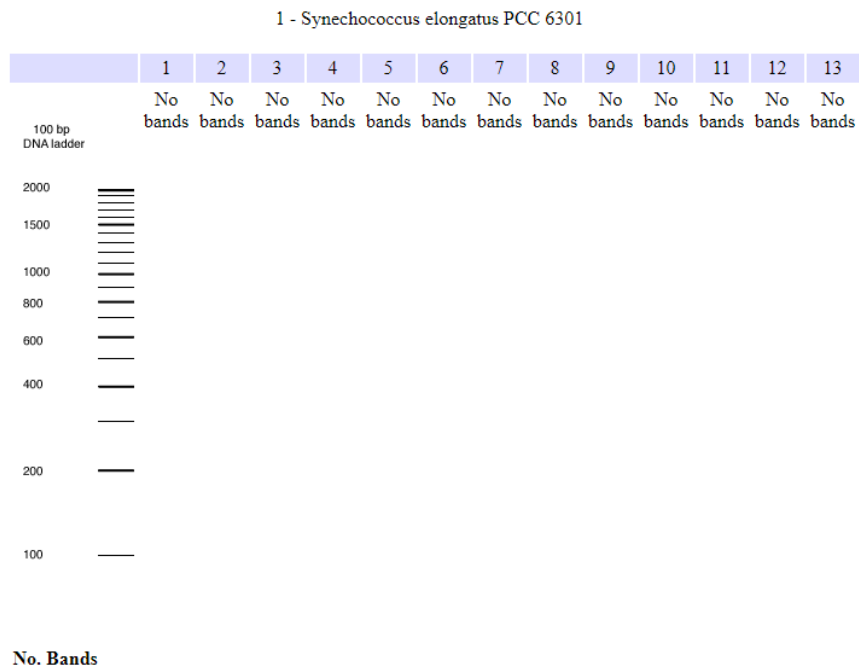 1 - Synechococcus elongatus PCC 6301
1 2 3 4 5 6 7 8 9 10 11 12 13
No No No No No No No No No No No No No
bands bands bands bands bands bands bands bands bands bands bands bands bands
100 bp
DNA ladder
2000
1500
1000
800
600
400
200
100
No. Bands